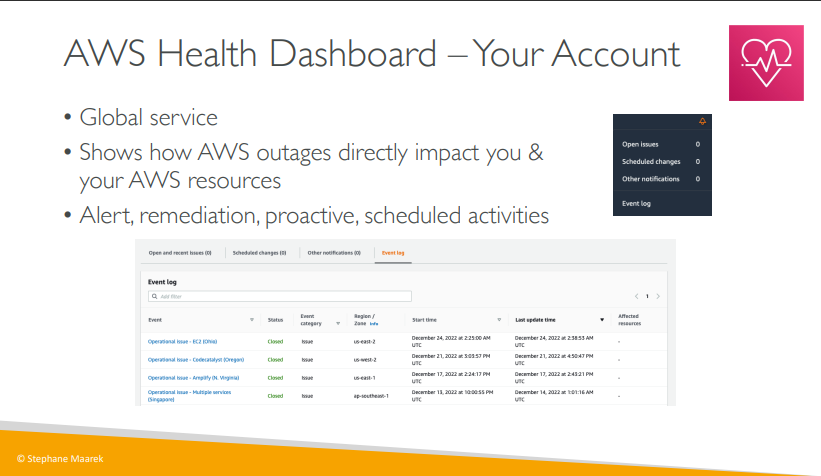 AWS Health Dashboard – Your Account
• Global service
• Shows how AWS outages directly impact you &
your AWS resources
• Alert, remediation, proactive, scheduled activities
Open issues 0
Scheduled changes 0
Other notifications 0
Event log
Open and recent issues (0) Scheduled changes (0) Other notifications (0) Event log
Event log
Add filter
1
Event Status Event category Region / Zone Info Start time Last update time Affected resources
Operational issue - EC2 (Ohio) Closed Issue us-east-2 December 24, 2022 at 2:25:00 AM UTC December 24, 2022 at 2:38:53 AM UTC -
Operational issue - Codecatalyst (Oregon) Closed Issue us-west-2 December 21, 2022 at 3:03:57 PM UTC December 21, 2022 at 4:50:47 PM UTC -
Operational issue - Amplify (N. Virginia) Closed Issue us-east-1 December 17, 2022 at 2:24:17 PM UTC December 17, 2022 at 2:43:21 PM UTC -
Operational issue - Multiple services (Singapore) Closed Issue ap-southeast-1 December 13, 2022 at 10:00:55 PM UTC December 14, 2022 at 1:01:16 AM UTC -
© Stephane Maarek